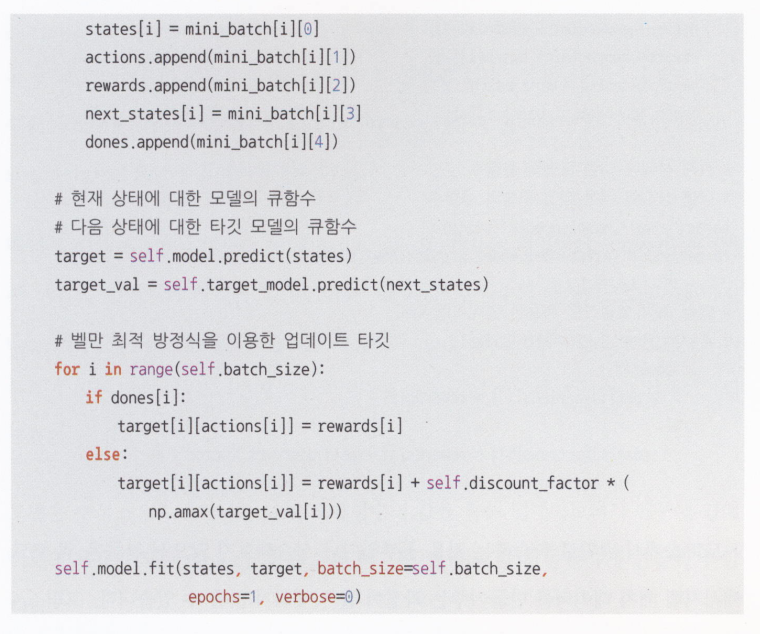 states[i] = mini_batch[i][0]
actions.append(mini_batch[i][1])
rewards.append(mini_batch[i][2])
next_states[i] = mini_batch[i][3]
dones.append(mini_batch[i][4])
# 현재 상태에 대한 모델의 큐함수
# 다음 상태에 대한 타깃 모델의 큐함수
target = self.model.predict(states)
target_val = self.target_model.predict(next_states)
# 벨만 최적 방정식을 이용한 업데이트 타깃
for i in range(self.batch_size):
if dones[i]:
target[i][actions[i]] = rewards[i]
else:
target[i][actions[i]] = rewards[i] + self.discount_factor * (
np.amax(target_val[i]))
self.model.fit(states, target, batch_size=self.batch_size,
epochs=1, verbose=0)